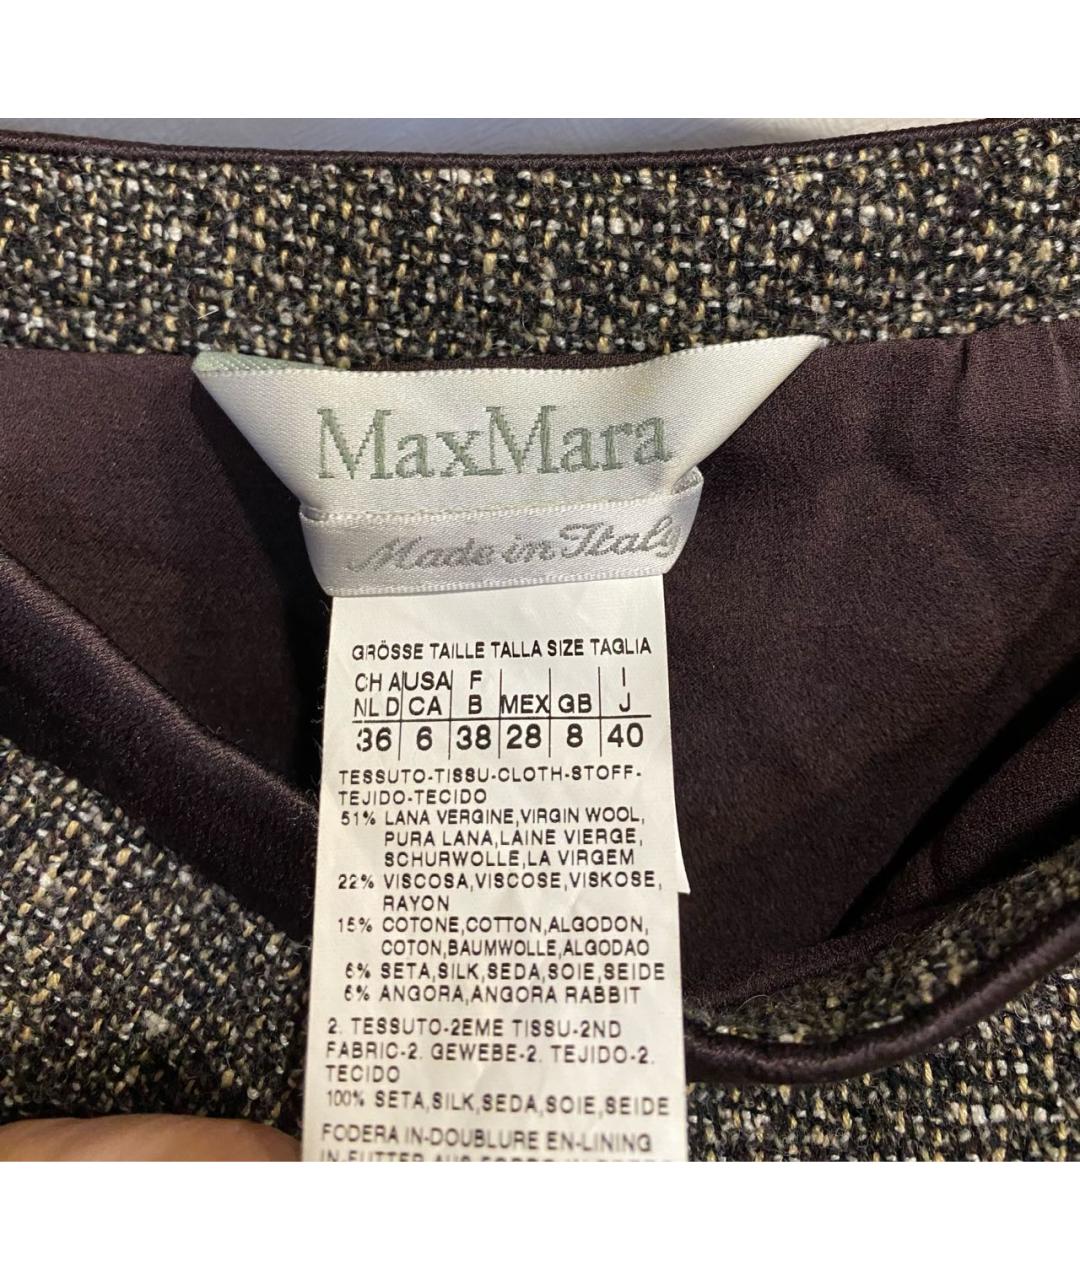 MaxMara
Made in Italy
GRÖSSE TAILLE TALLA SIZE TAGLIA
CH A USA F I
NL D CA B MEX GB J
36 6 38 28 8 40
TESSUTO-TISSU-CLOTH-STOFF-
TEJIDO-TECIDO
51% LANA VERGINE,VIRGIN WOOL,
PURA LANA,LAINE VIERGE,
SCHURWOLLE,LA VIRGEM
22% VISCOSA,VISCOSE,VISKOSE,
RAYON
15% COTONE,COTTON,ALGODON,
COTON,BAUMWOLLE,ALGODAO
6% SETA,SILK,SEDA,SOIE,SEIDE
6% ANGORA,ANGORA RABBIT
2. TESSUTO-2EME TISSU-2ND
FABRIC-2. GEWEBE-2. TEJIDO-2.
TECIDO
100% SETA,SILK,SEDA,SOIE,SEIDE
FODERA IN-DOUBLURE EN-LINING